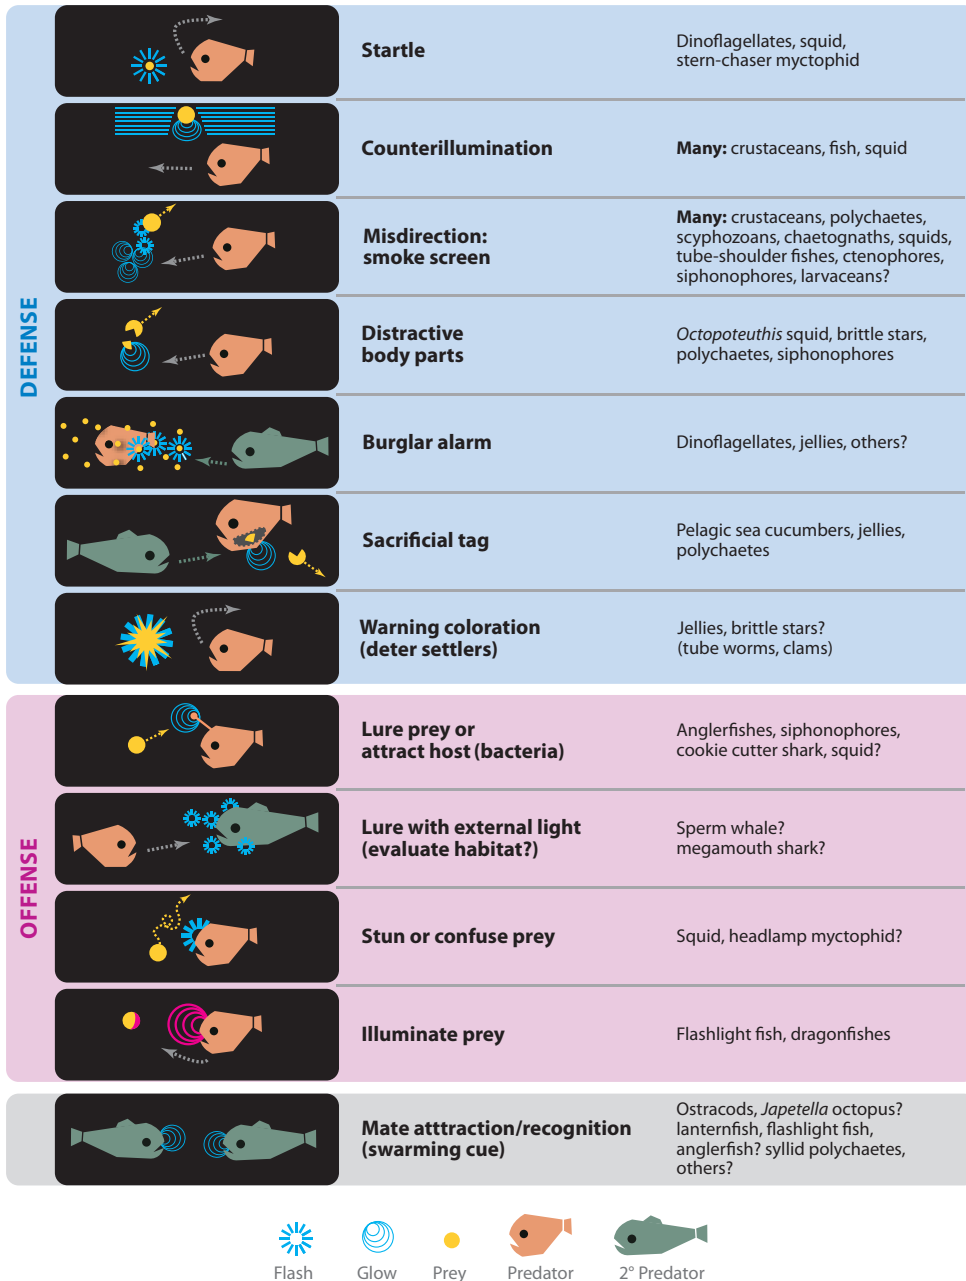 DEFENSE
Startle
Dinoflagellates, squid,
stern-chaser myctophid
Counterillumination
Many: crustaceans, fish, squid
Misdirection:
smoke screen
Many: crustaceans, polychaetes,
scyphozoans, chaetognaths, squids,
tube-shoulder fishes, ctenophores,
siphonophores, larvaceans?
Distractive
body parts
Octopoteuthis squid, brittle stars,
polychaetes, siphonophores
Burglar alarm
Dinoflagellates, jellies, others?
Sacrificial tag
Pelagic sea cucumbers, jellies,
polychaetes
Warning coloration
(deter settlers)
Jellies, brittle stars?
(tube worms, clams)
OFFENSE
Lure prey or
attract host (bacteria)
Anglerfishes, siphonophores,
cookie cutter shark, squid?
Lure with external light
(evaluate habitat?)
Sperm whale?
megamouth shark?
Stun or confuse prey
Squid, headlamp myctophid?
Illuminate prey
Flashlight fish, dragonfishes
Mate atttraction/recognition
(swarming cue)
Ostracods, Japetella octopus?
lanternfish, flashlight fish,
anglerfish? syllid polychaetes,
others?
Flash Glow Prey Predator 2° Predator